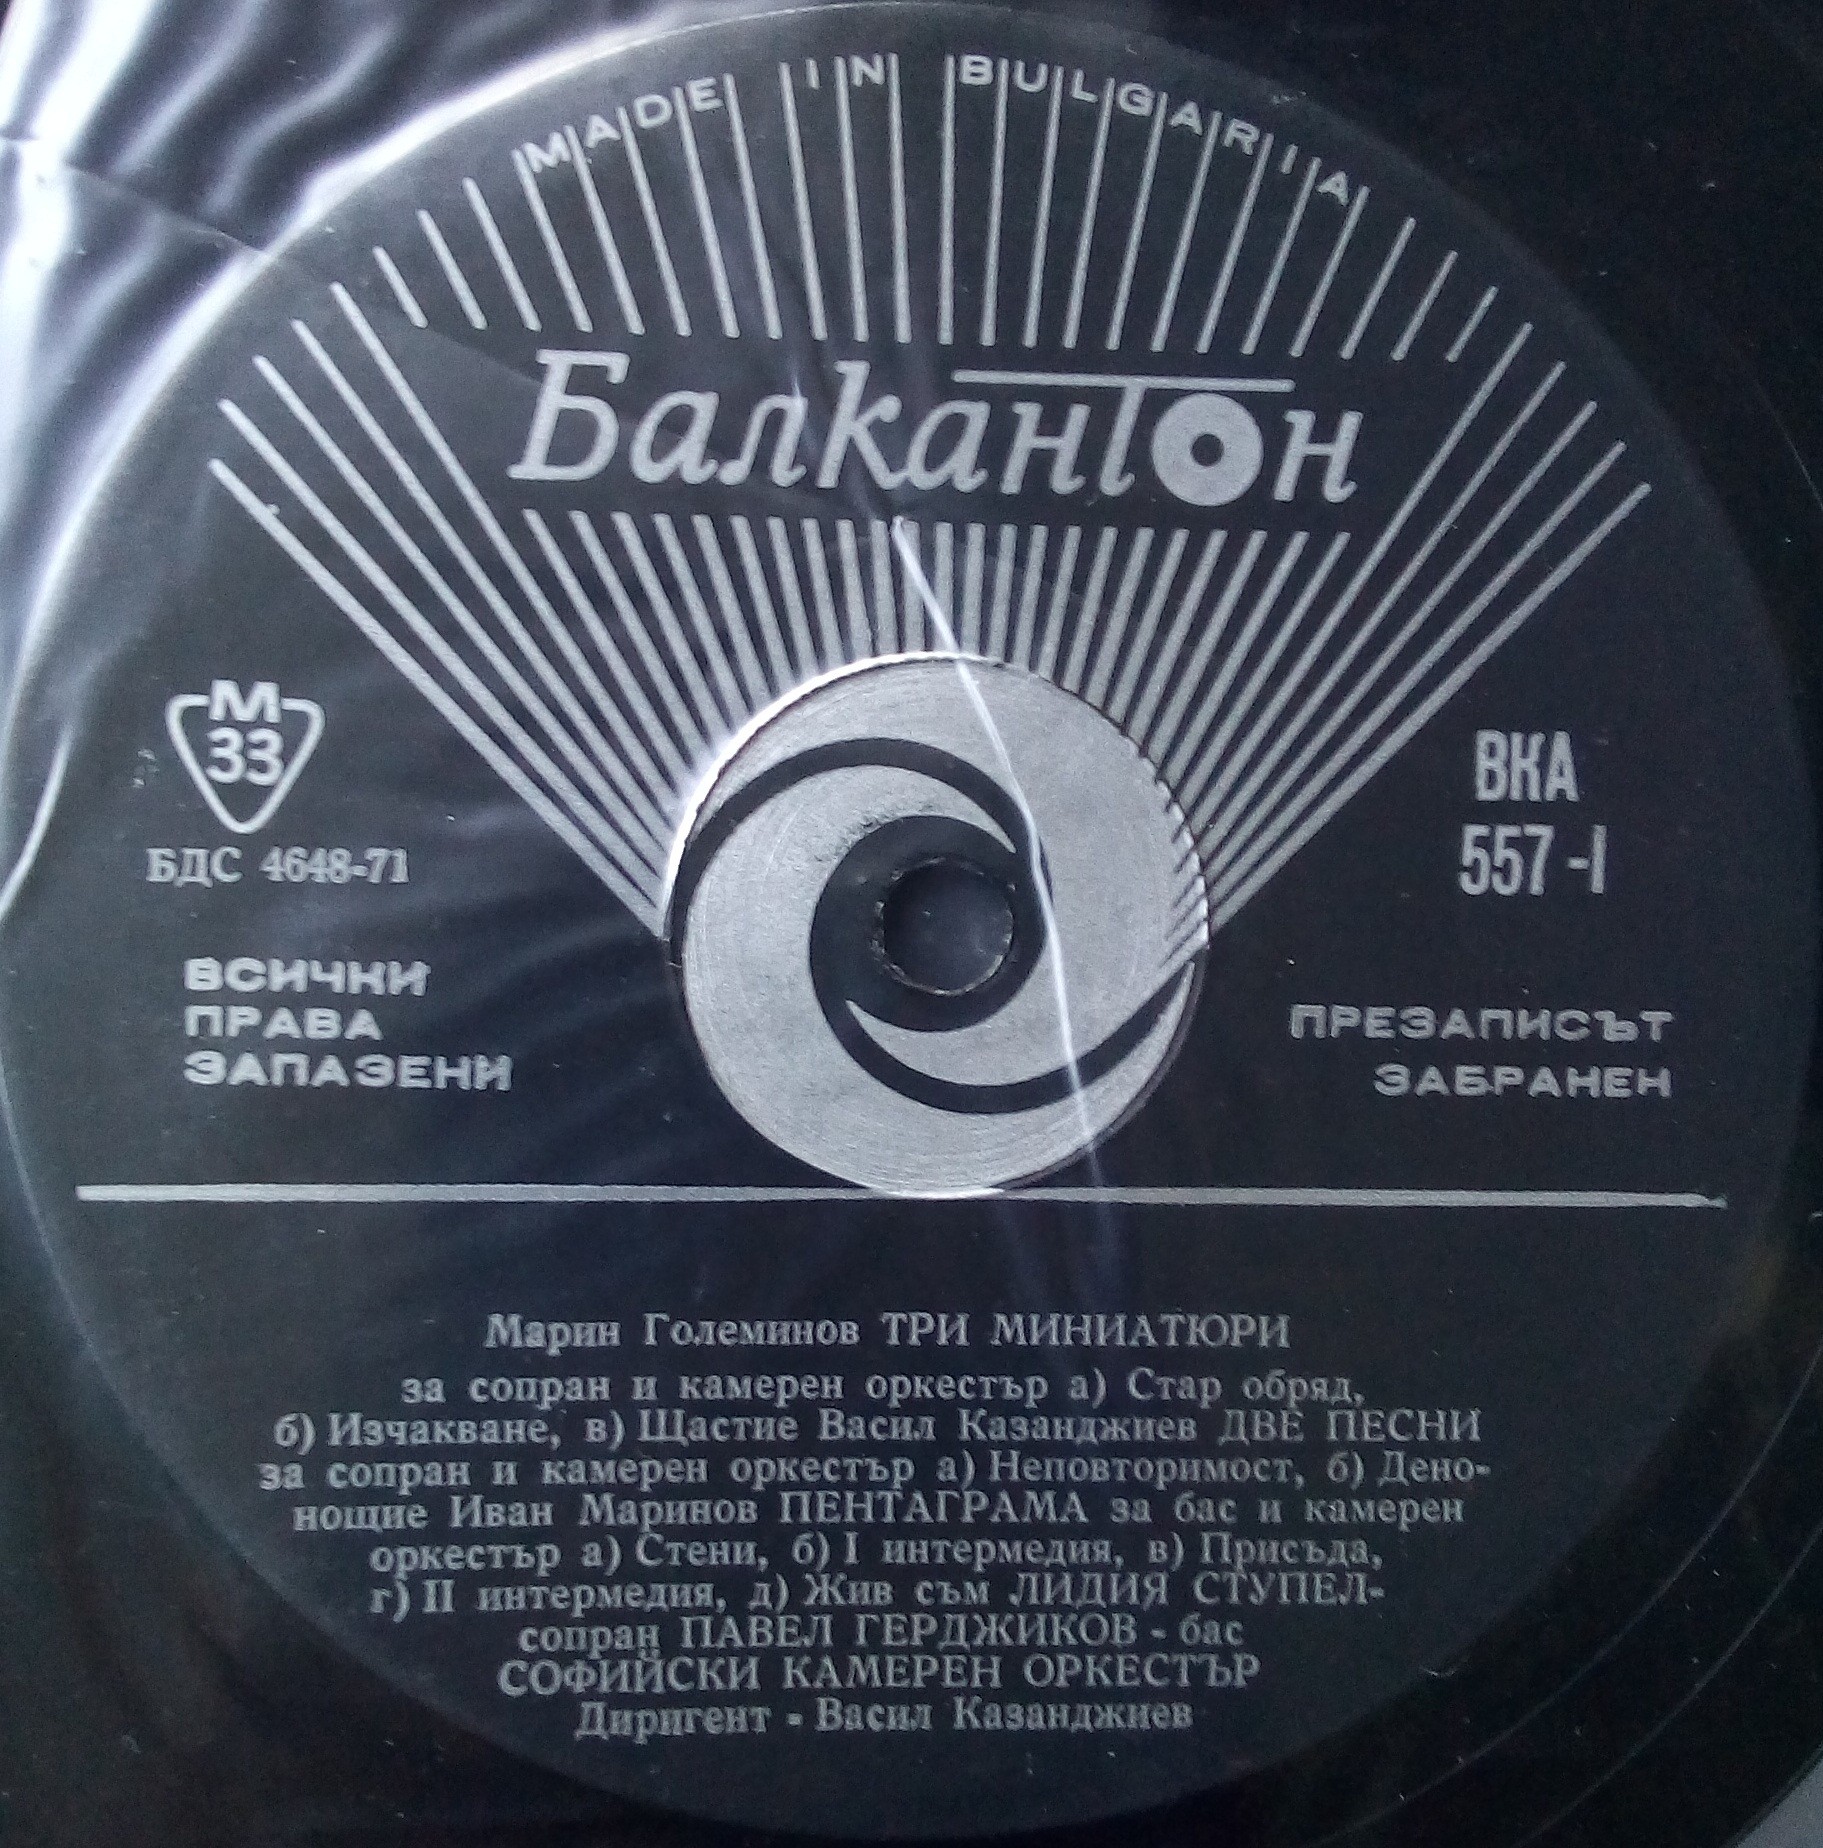 MADE IN BULGARIA
Балкантон
М
33
БДС 4648-71
ВКА
557-I
ВСИЧКИ
ПРАВА
ЗАПАЗЕНИ
ПРЕЗАПИСЪТ
ЗАБРАНЕН
Марин Големинов ТРИ МИНИАТЮРИ
за сопран и камерен оркестър а) Стар обряд,
б) Изчакване, в) Щастие Васил Казанджиев ДВЕ ПЕСНИ
за сопран и камерен оркестър а) Неповторимост, б) Дено-
нощие Иван Маринов ПЕНТАГРАМА за бас и камерен
оркестър а) Стени, б) I интермедия, в) Присъда,
г) II интермедия, д) Жив съм ЛИДИЯ СТУПЕЛ-
сопран ПАВЕЛ ГЕРДЖИКОВ - бас
СОФИЙСКИ КАМЕРЕН ОРКЕСТЪР
Диригент - Васил Казанджиев